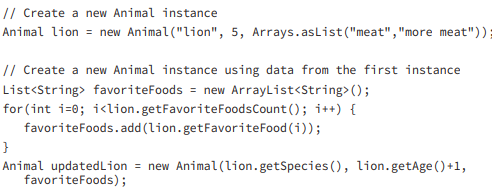 // Create a new Animal instance
Animal lion = new Animal("lion", 5, Arrays.asList("meat","more meat"));
// Create a new Animal instance using data from the first instance
List<String> favoriteFoods = new ArrayList<String>();
for(int i=0; i<lion.getFavoriteFoodsCount(); i++) {
favoriteFoods.add(lion.getFavoriteFood(i));
}
Animal updatedLion = new Animal(lion.getSpecies(), lion.getAge()+1,
favoriteFoods);